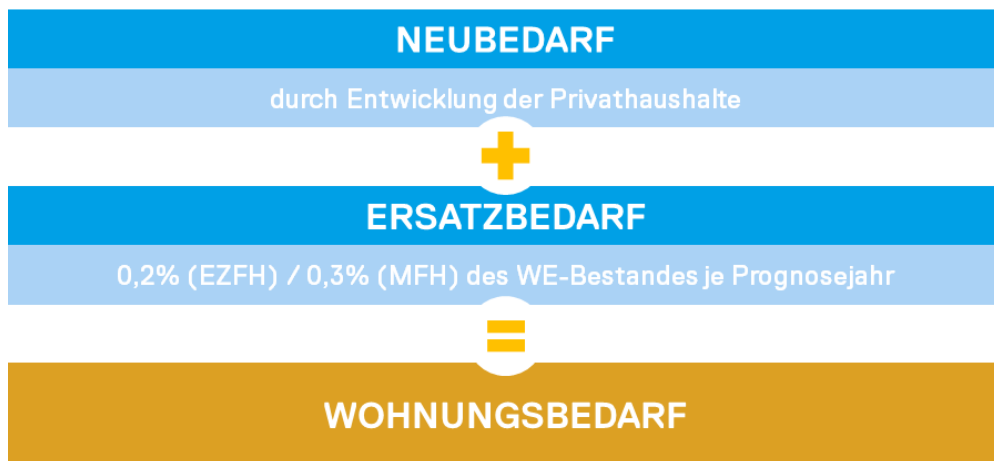 NEUBEDARF
durch Entwicklung der Privathaushalte
+
ERSATZBEDARF
0,2% (EZFH) / 0,3% (MFH) des WE-Bestandes je Prognosejahr
=
WOHNUNGSBEDARF